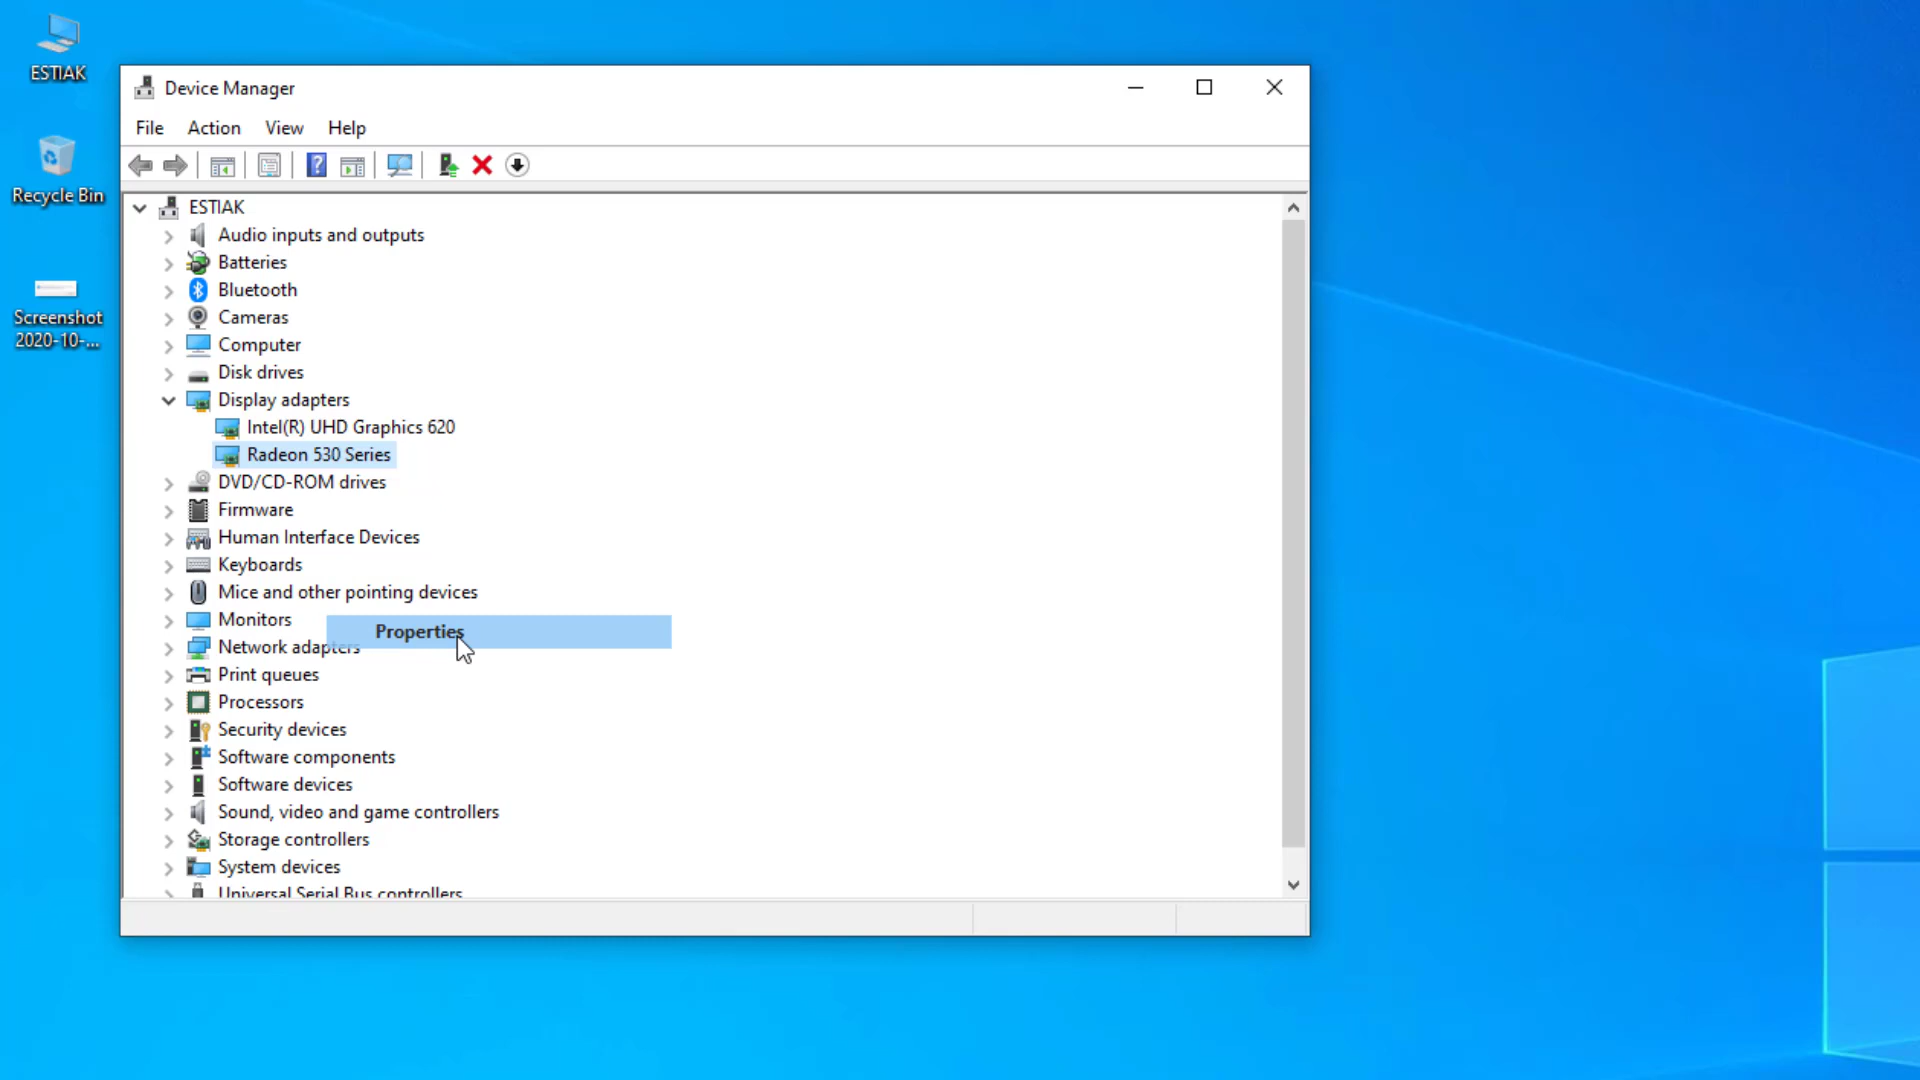 ESTIAK
Recycle Bin
Screenshot
2020-10-...
Device Manager
File Action View Help
ESTIAK
Audio inputs and outputs
Batteries
Bluetooth
Cameras
Computer
Disk drives
Display adapters
Intel(R) UHD Graphics 620
Radeon 530 Series
DVD/CD-ROM drives
Firmware
Human Interface Devices
Keyboards
Mice and other pointing devices
Monitors
Properties
Network adapters
Print queues
Processors
Security devices
Software components
Software devices
Sound, video and game controllers
Storage controllers
System devices
Universal Serial Bus controllers